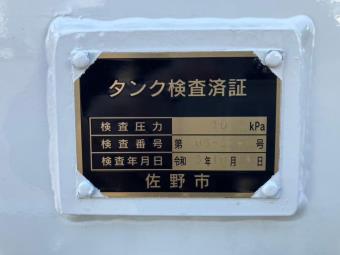 タンク検査済証
検査圧力 kPa
検査番号 第 号
検査年月日 令和 年 月 日
佐野市